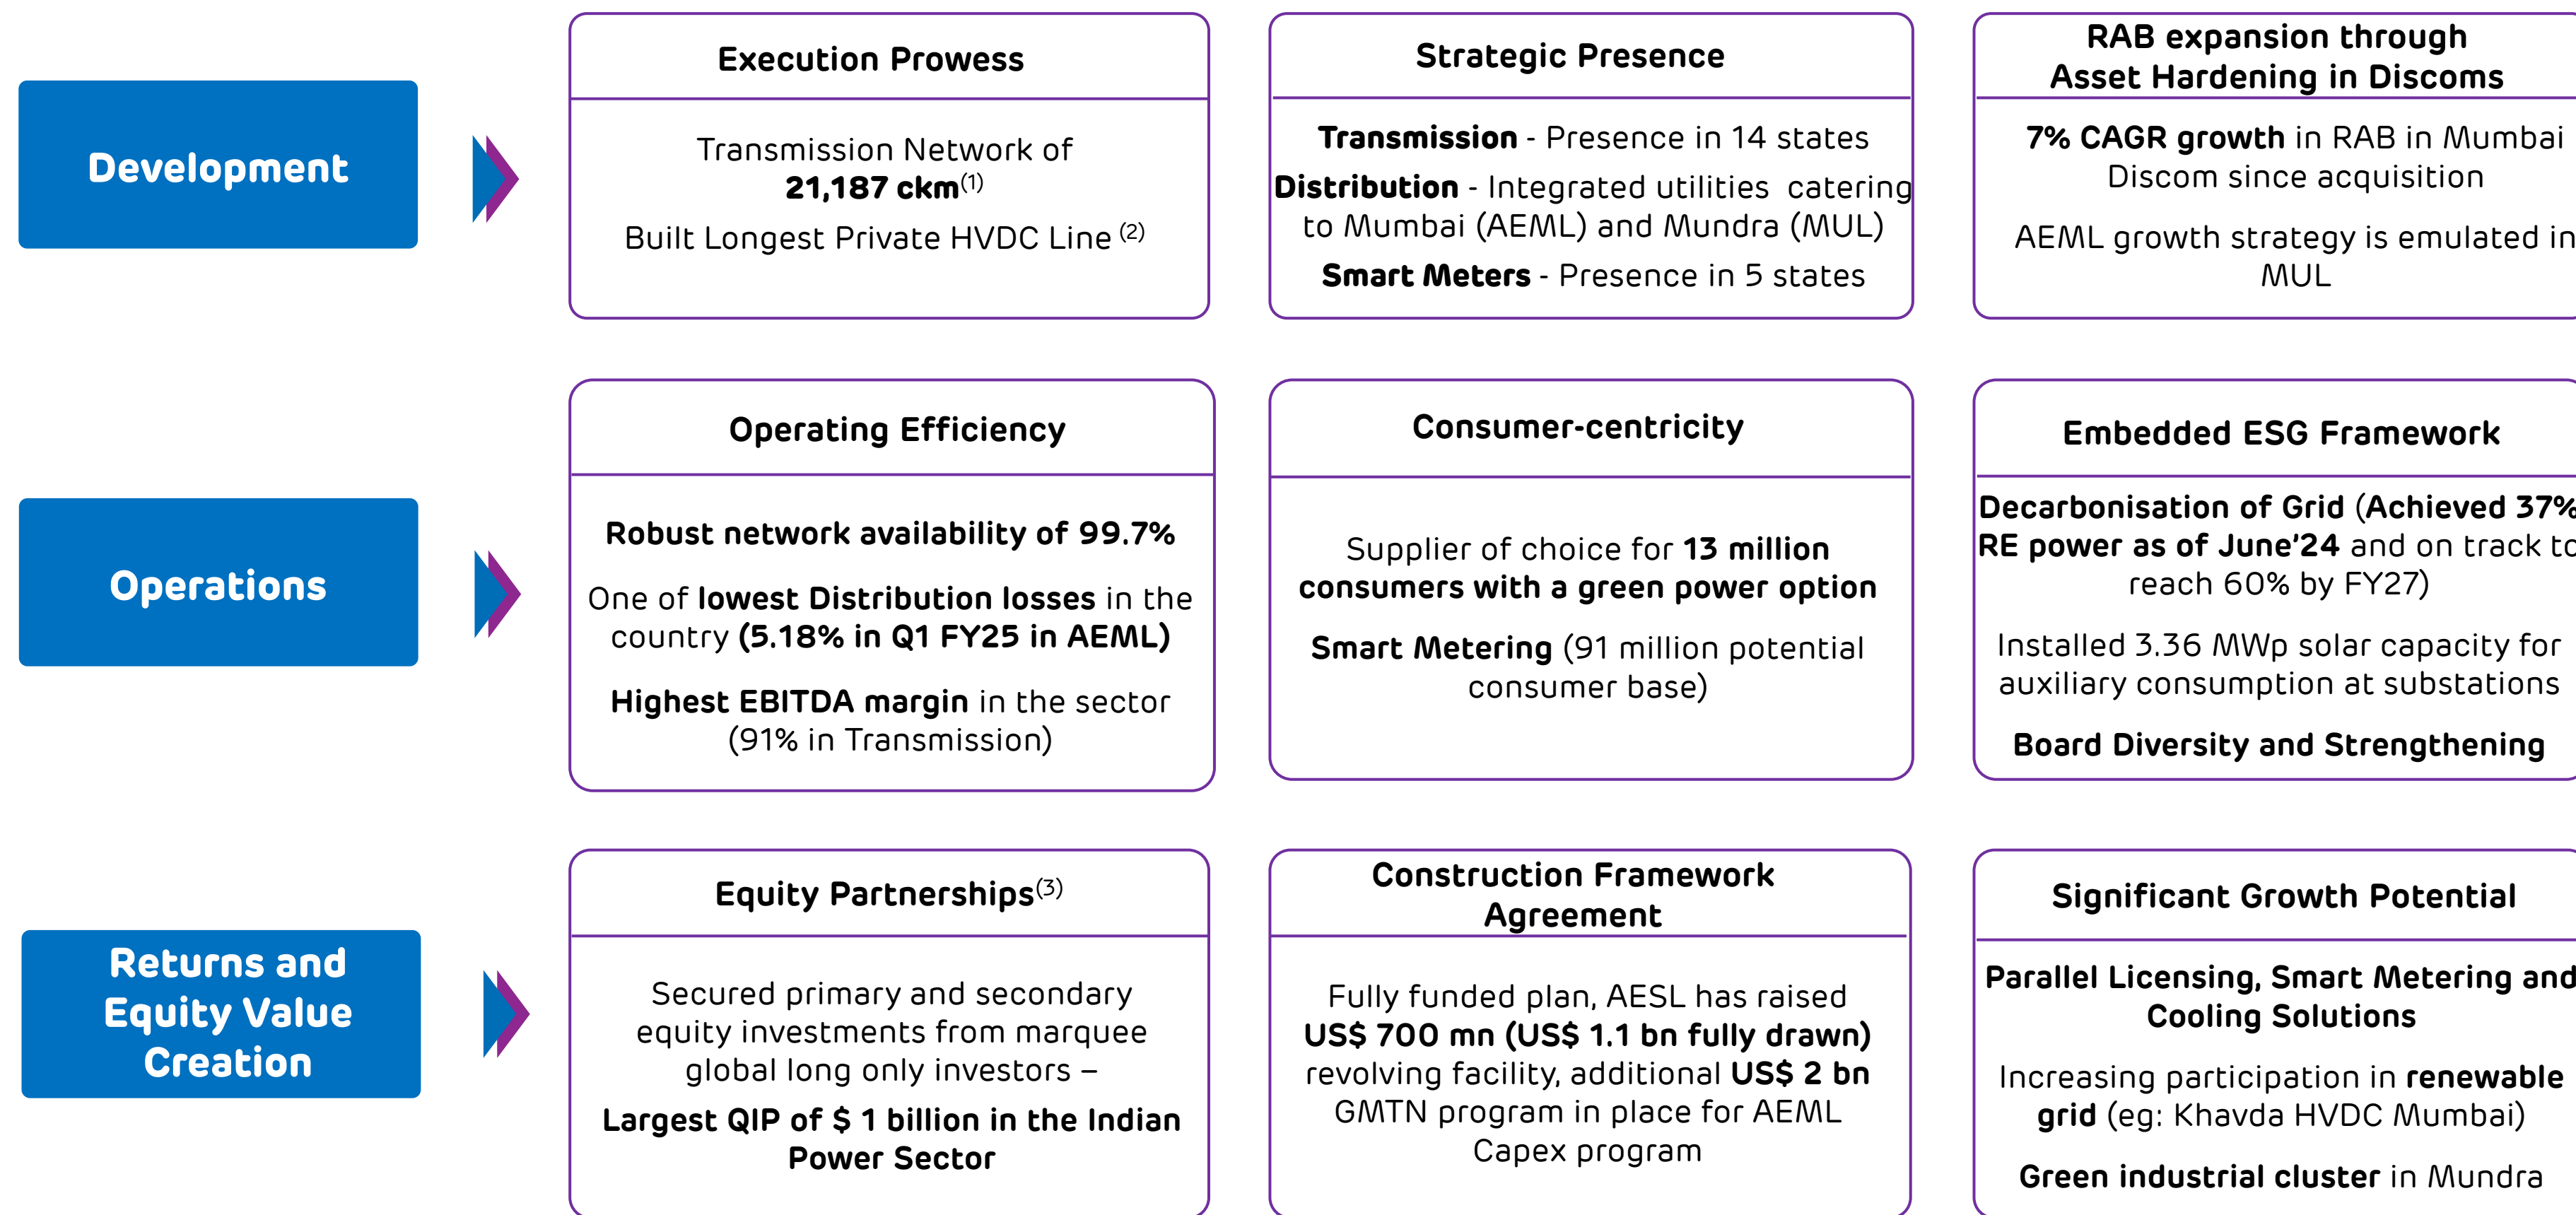 Development
Execution Prowess
Transmission Network of
21,187 ckm(1)
Built Longest Private HVDC Line (2)
Strategic Presence
Transmission - Presence in 14 states
Distribution - Integrated utilities catering
to Mumbai (AEML) and Mundra (MUL)
Smart Meters - Presence in 5 states
RAB expansion through
Asset Hardening in Discoms
7% CAGR growth in RAB in Mumbai
Discom since acquisition
AEML growth strategy is emulated in
MUL
Operations
Operating Efficiency
Robust network availability of 99.7%
One of lowest Distribution losses in the
country (5.18% in Q1 FY25 in AEML)
Highest EBITDA margin in the sector
(91% in Transmission)
Consumer-centricity
Supplier of choice for 13 million
consumers with a green power option
Smart Metering (91 million potential
consumer base)
Embedded ESG Framework
Decarbonisation of Grid (Achieved 37%
RE power as of June'24 and on track to
reach 60% by FY27)
Installed 3.36 MWp solar capacity for
auxiliary consumption at substations
Board Diversity and Strengthening
Returns and
Equity Value
Creation
Equity Partnerships(3)
Secured primary and secondary
equity investments from marquee
global long only investors –
Largest QIP of $ 1 billion in the Indian
Power Sector
Construction Framework
Agreement
Fully funded plan, AESL has raised
US$ 700 mn (US$ 1.1 bn fully drawn)
revolving facility, additional US$ 2 bn
GMTN program in place for AEML
Capex program
Significant Growth Potential
Parallel Licensing, Smart Metering and
Cooling Solutions
Increasing participation in renewable
grid (eg: Khavda HVDC Mumbai)
Green industrial cluster in Mundra